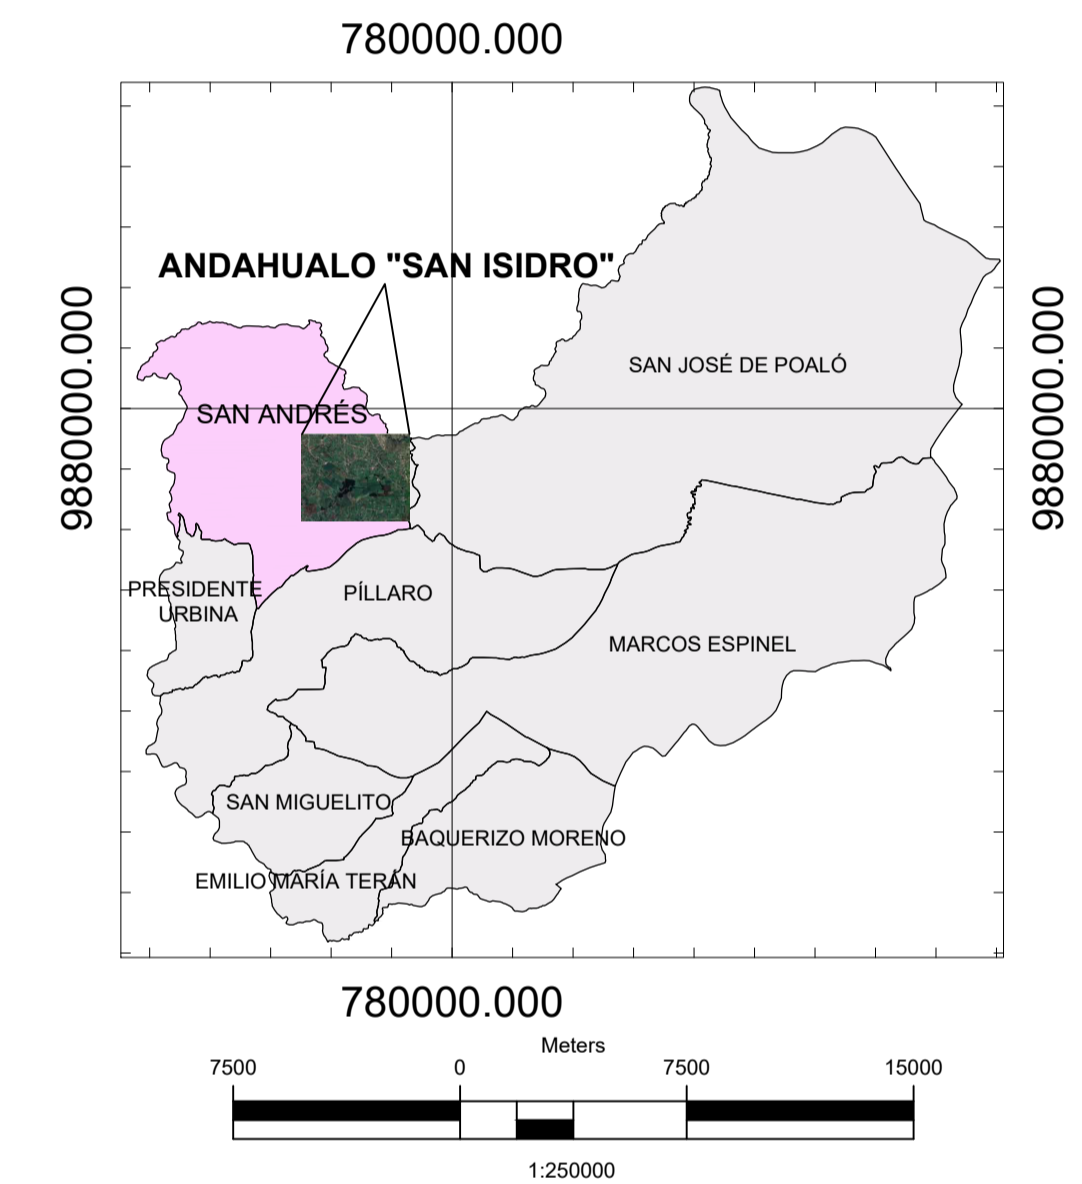 780000.000
ANDAHUALO "SAN ISIDRO"
9880000.000
9880000.000
SAN JOSÉ DE POALÓ
SAN ANDRÉS
PRESIDENTE
URBINA
PÍLLARO
MARCOS ESPINEL
SAN MIGUELITO
BAQUERIZO MORENO
EMILIO MARÍA TERÁN
780000.000
Meters
7500 0 7500 15000
1:250000